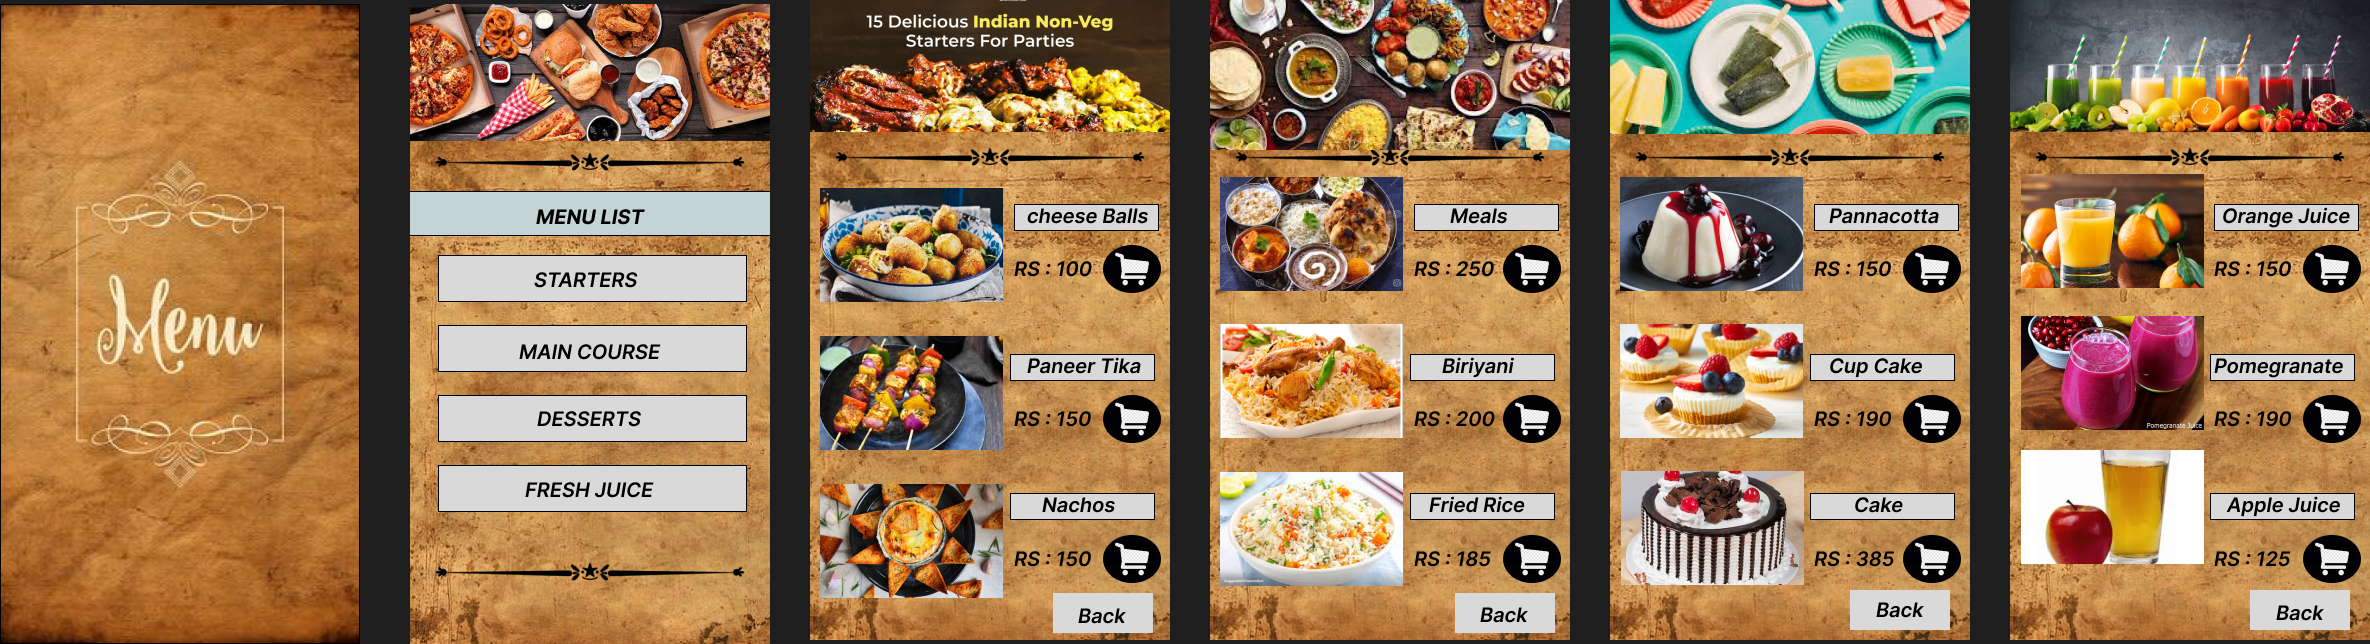 Menu
MENU LIST
STARTERS
MAIN COURSE
DESSERTS
FRESH JUICE
15 Delicious Indian Non-Veg
Starters For Parties
cheese Balls
RS : 100
Paneer Tika
RS : 150
Nachos
RS : 150
Back
Meals
RS : 250
Biriyani
RS : 200
Fried Rice
RS : 185
Back
Pannacotta
RS : 150
Cup Cake
RS : 190
Cake
RS : 385
Back
Orange Juice
RS : 150
Pomegranate
RS : 190
Pomegranate Juice
Apple Juice
RS : 125
Back